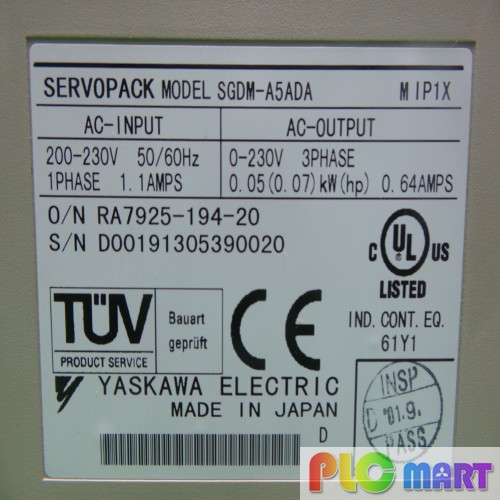 SERVOPACK MODEL SGDM-A5ADA M IP1X
AC-INPUT AC-OUTPUT
200-230V 50/60Hz 0-230V 3PHASE
1PHASE 1.1AMPS 0.05(0.07)kW(hp) 0.64AMPS
O/N RA7925-194-20
S/N D00191305390020
C UL US
LISTED
IND. CONT. EQ.
61Y1
TÜV
PRODUCT SERVICE
Bauart
geprüft
CE
YASKAWA ELECTRIC
MADE IN JAPAN
D
INSP
D '01.9.
PASS
PLC mart